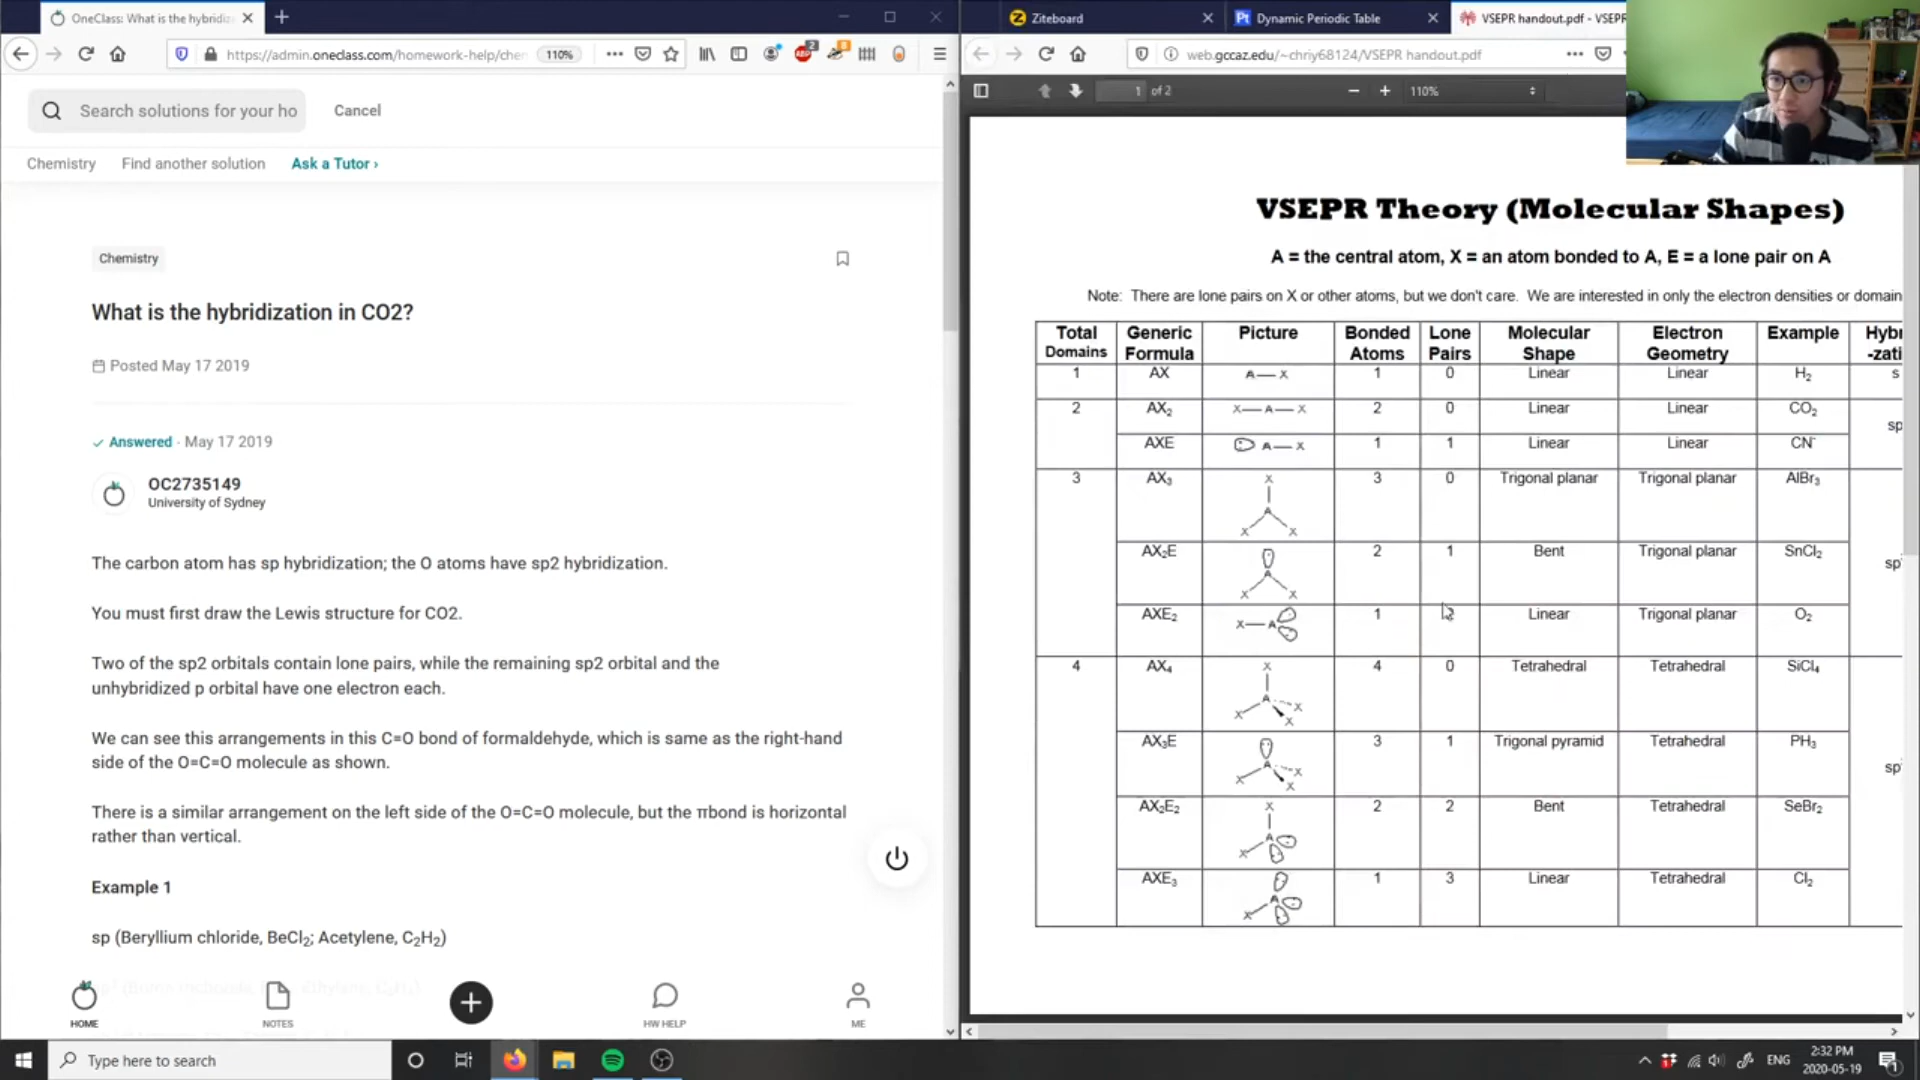 OneClass: What is the hybridiz
https://admin.oneclass.com/homework-help/cher
110%
Search solutions for your ho
Cancel
Chemistry
Find another solution
Ask a Tutor ›
Chemistry
What is the hybridization in CO2?
Posted May 17 2019
Answered · May 17 2019
OC2735149
University of Sydney
The carbon atom has sp hybridization; the O atoms have sp2 hybridization.
You must first draw the Lewis structure for CO2.
Two of the sp2 orbitals contain lone pairs, while the remaining sp2 orbital and the
unhybridized p orbital have one electron each.
We can see this arrangements in this C=O bond of formaldehyde, which is same as the right-hand
side of the O=C=O molecule as shown.
There is a similar arrangement on the left side of the O=C=O molecule, but the πbond is horizontal
rather than vertical.
Example 1
sp (Beryllium chloride, BeCl₂; Acetylene, C₂H₂)
HOME
NOTES
HW HELP
ME
Ziteboard
Dynamic Periodic Table
VSEPR handout.pdf - VSEPR
web.gccaz.edu/~chriy68124/VSEPR handout.pdf
1 of 2
110%
VSEPR Theory (Molecular Shapes)
A = the central atom, X = an atom bonded to A, E = a lone pair on A
Note: There are lone pairs on X or other atoms, but we don't care. We are interested in only the electron densities or domain
Total Domains Generic Formula Picture Bonded Atoms Lone Pairs Molecular Shape Electron Geometry Example Hybr -zati
1 AX A—X 1 0 Linear Linear H₂ s
2 AX₂ X—A—X 2 0 Linear Linear CO₂ sp
AXE A—X 1 1 Linear Linear CN⁻
3 AX₃ X A X X 3 0 Trigonal planar Trigonal planar AlBr₃
AX₂E A X X 2 1 Bent Trigonal planar SnCl₂ sp
AXE₂ X—A 1 Linear Trigonal planar O₂
4 AX₄ X A X X X 4 0 Tetrahedral Tetrahedral SiCl₄
AX₃E A X X X 3 1 Trigonal pyramid Tetrahedral PH₃ sp
AX₂E₂ X A X 2 2 Bent Tetrahedral SeBr₂
AXE₃ A X 1 3 Linear Tetrahedral Cl₂
Type here to search
ENG
2:32 PM
2020-05-19